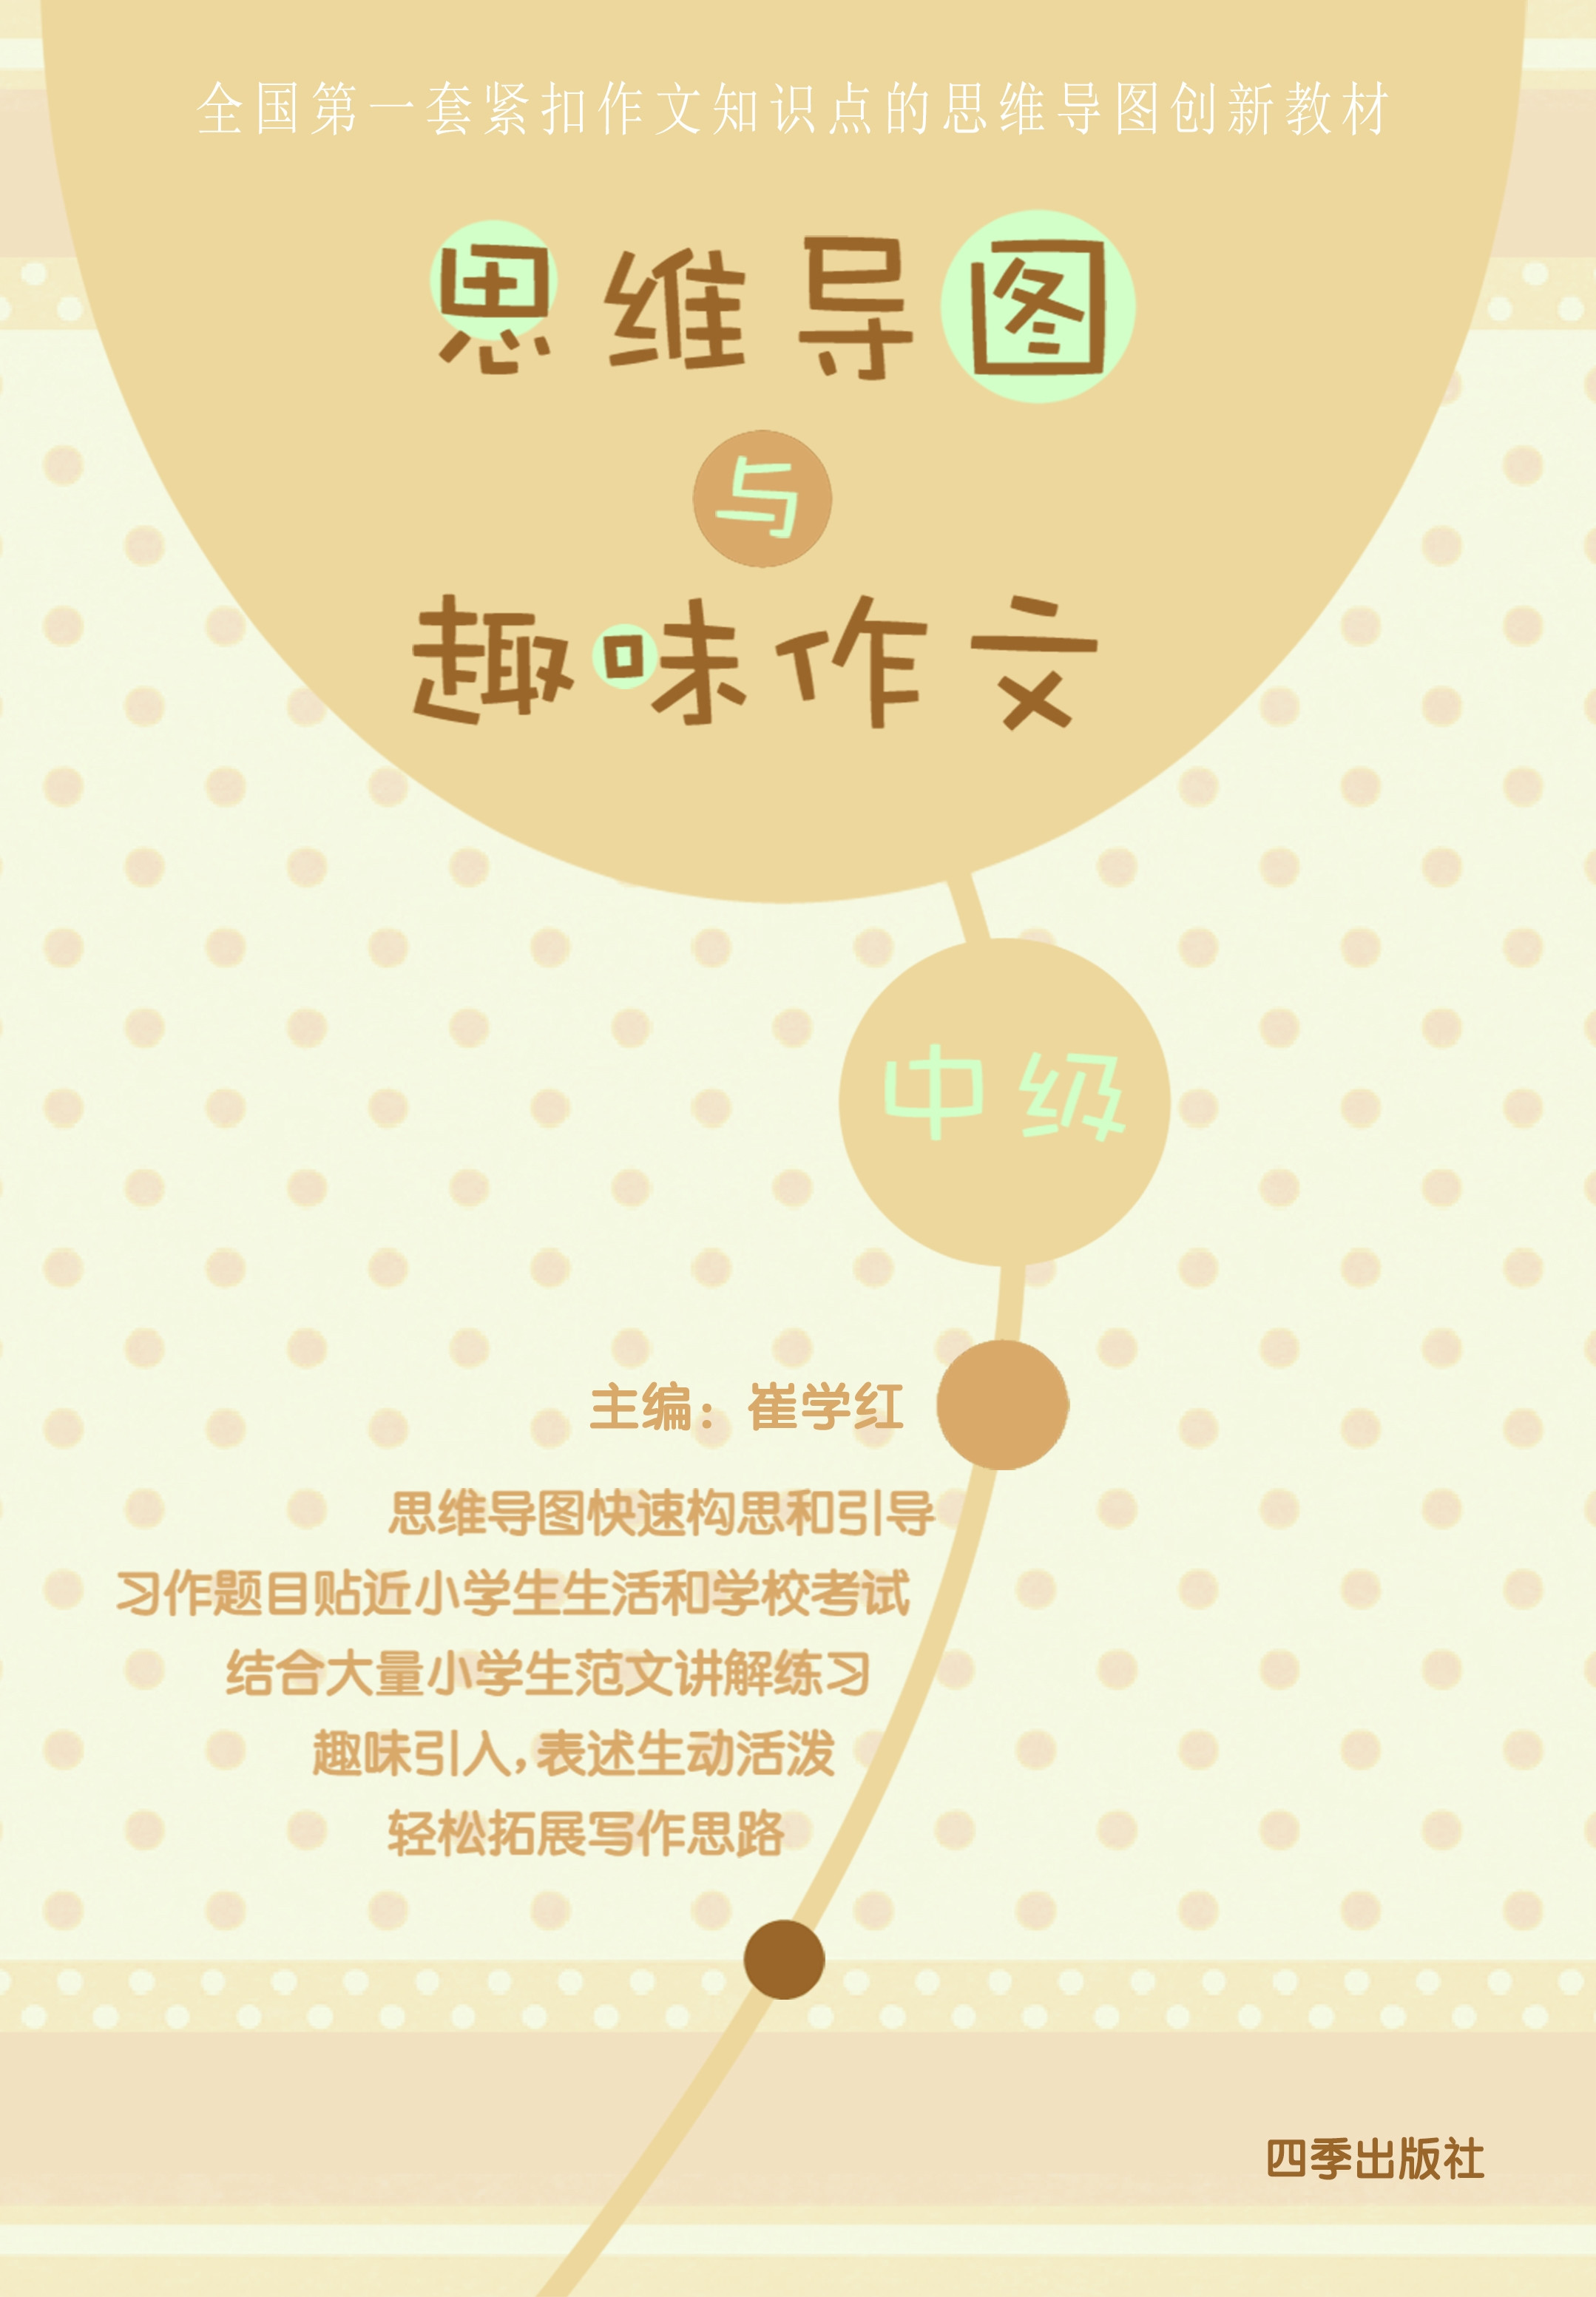 全国第一套紧扣作文知识点的思维导图创新教材
思维导图
与
趣味作文
中级
主编：崔学红
思维导图快速构思和引导
习作题目贴近小学生生活和学校考试
结合大量小学生范文讲解练习
趣味引入，表述生动活泼
轻松拓展写作思路
四季出版社